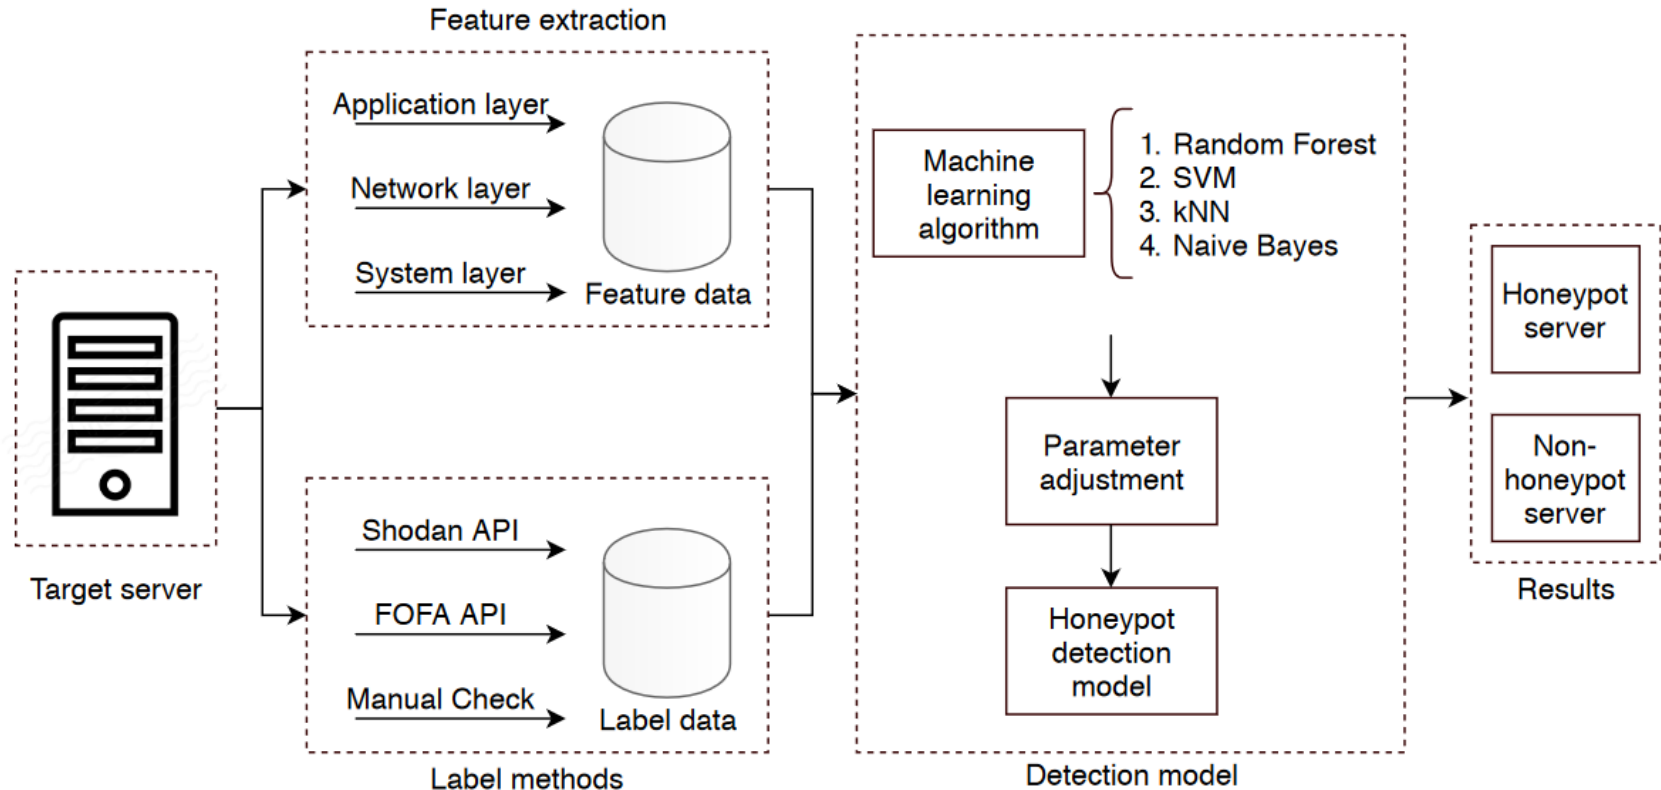 Feature extraction
Application layer
Network layer
System layer
Feature data
Target server
Shodan API
FOFA API
Manual Check
Label data
Label methods
Machine
learning
algorithm
1. Random Forest
2. SVM
3. kNN
4. Naive Bayes
Parameter
adjustment
Honeypot
detection
model
Detection model
Honeypot
server
Non-
honeypot
server
Results